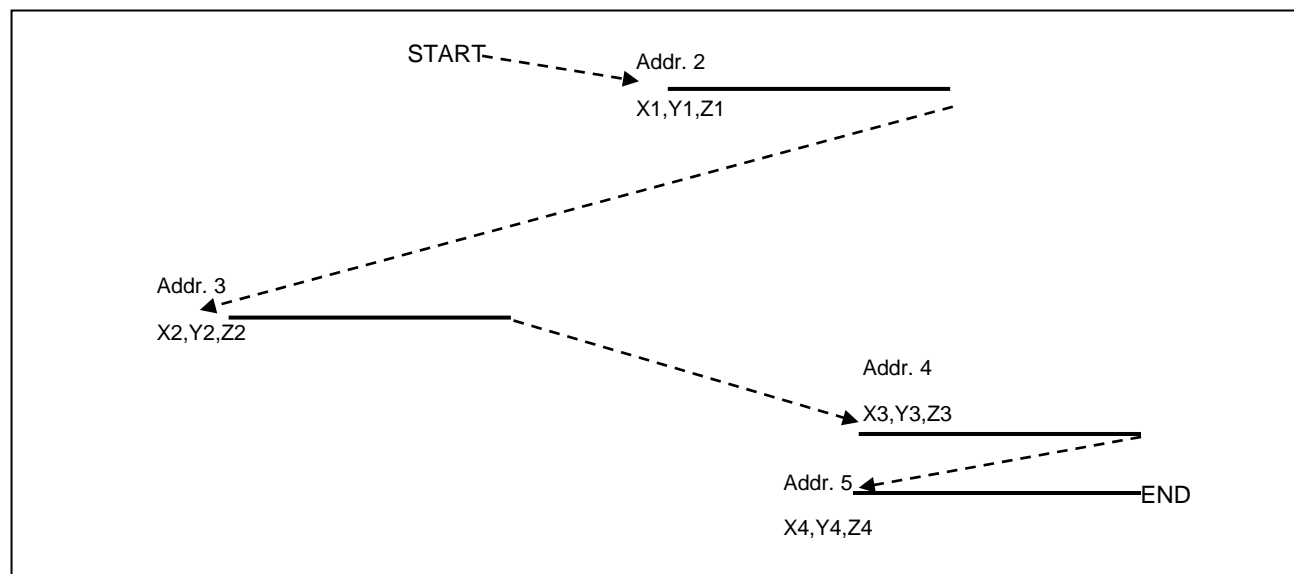 START
Addr. 2
X1,Y1,Z1
Addr. 3
X2,Y2,Z2
Addr. 4
X3,Y3,Z3
Addr. 5
END
X4,Y4,Z4